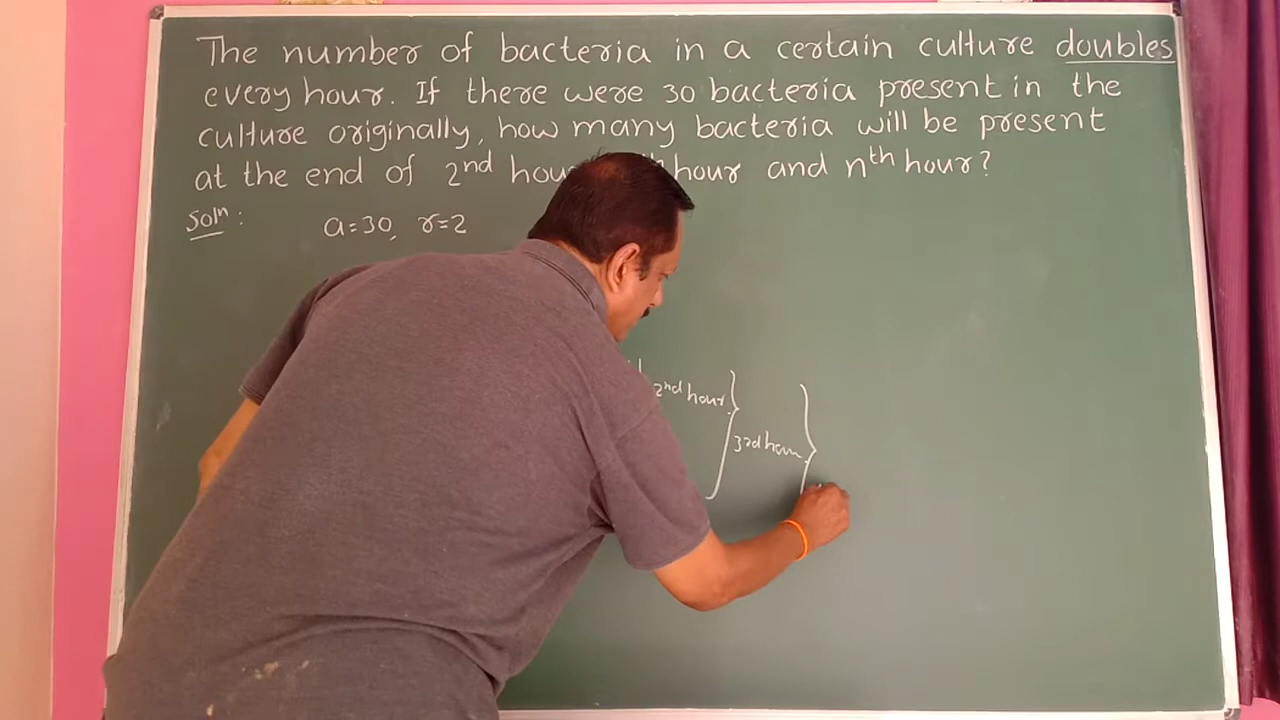 The number of bacteria in a certain culture doubles
every hour. If there were 30 bacteria present in the
culture originally, how many bacteria will be present
at the end of 2nd hour and nth hour?
Soln :
a=30, r=2
2nd hour
3rd hour